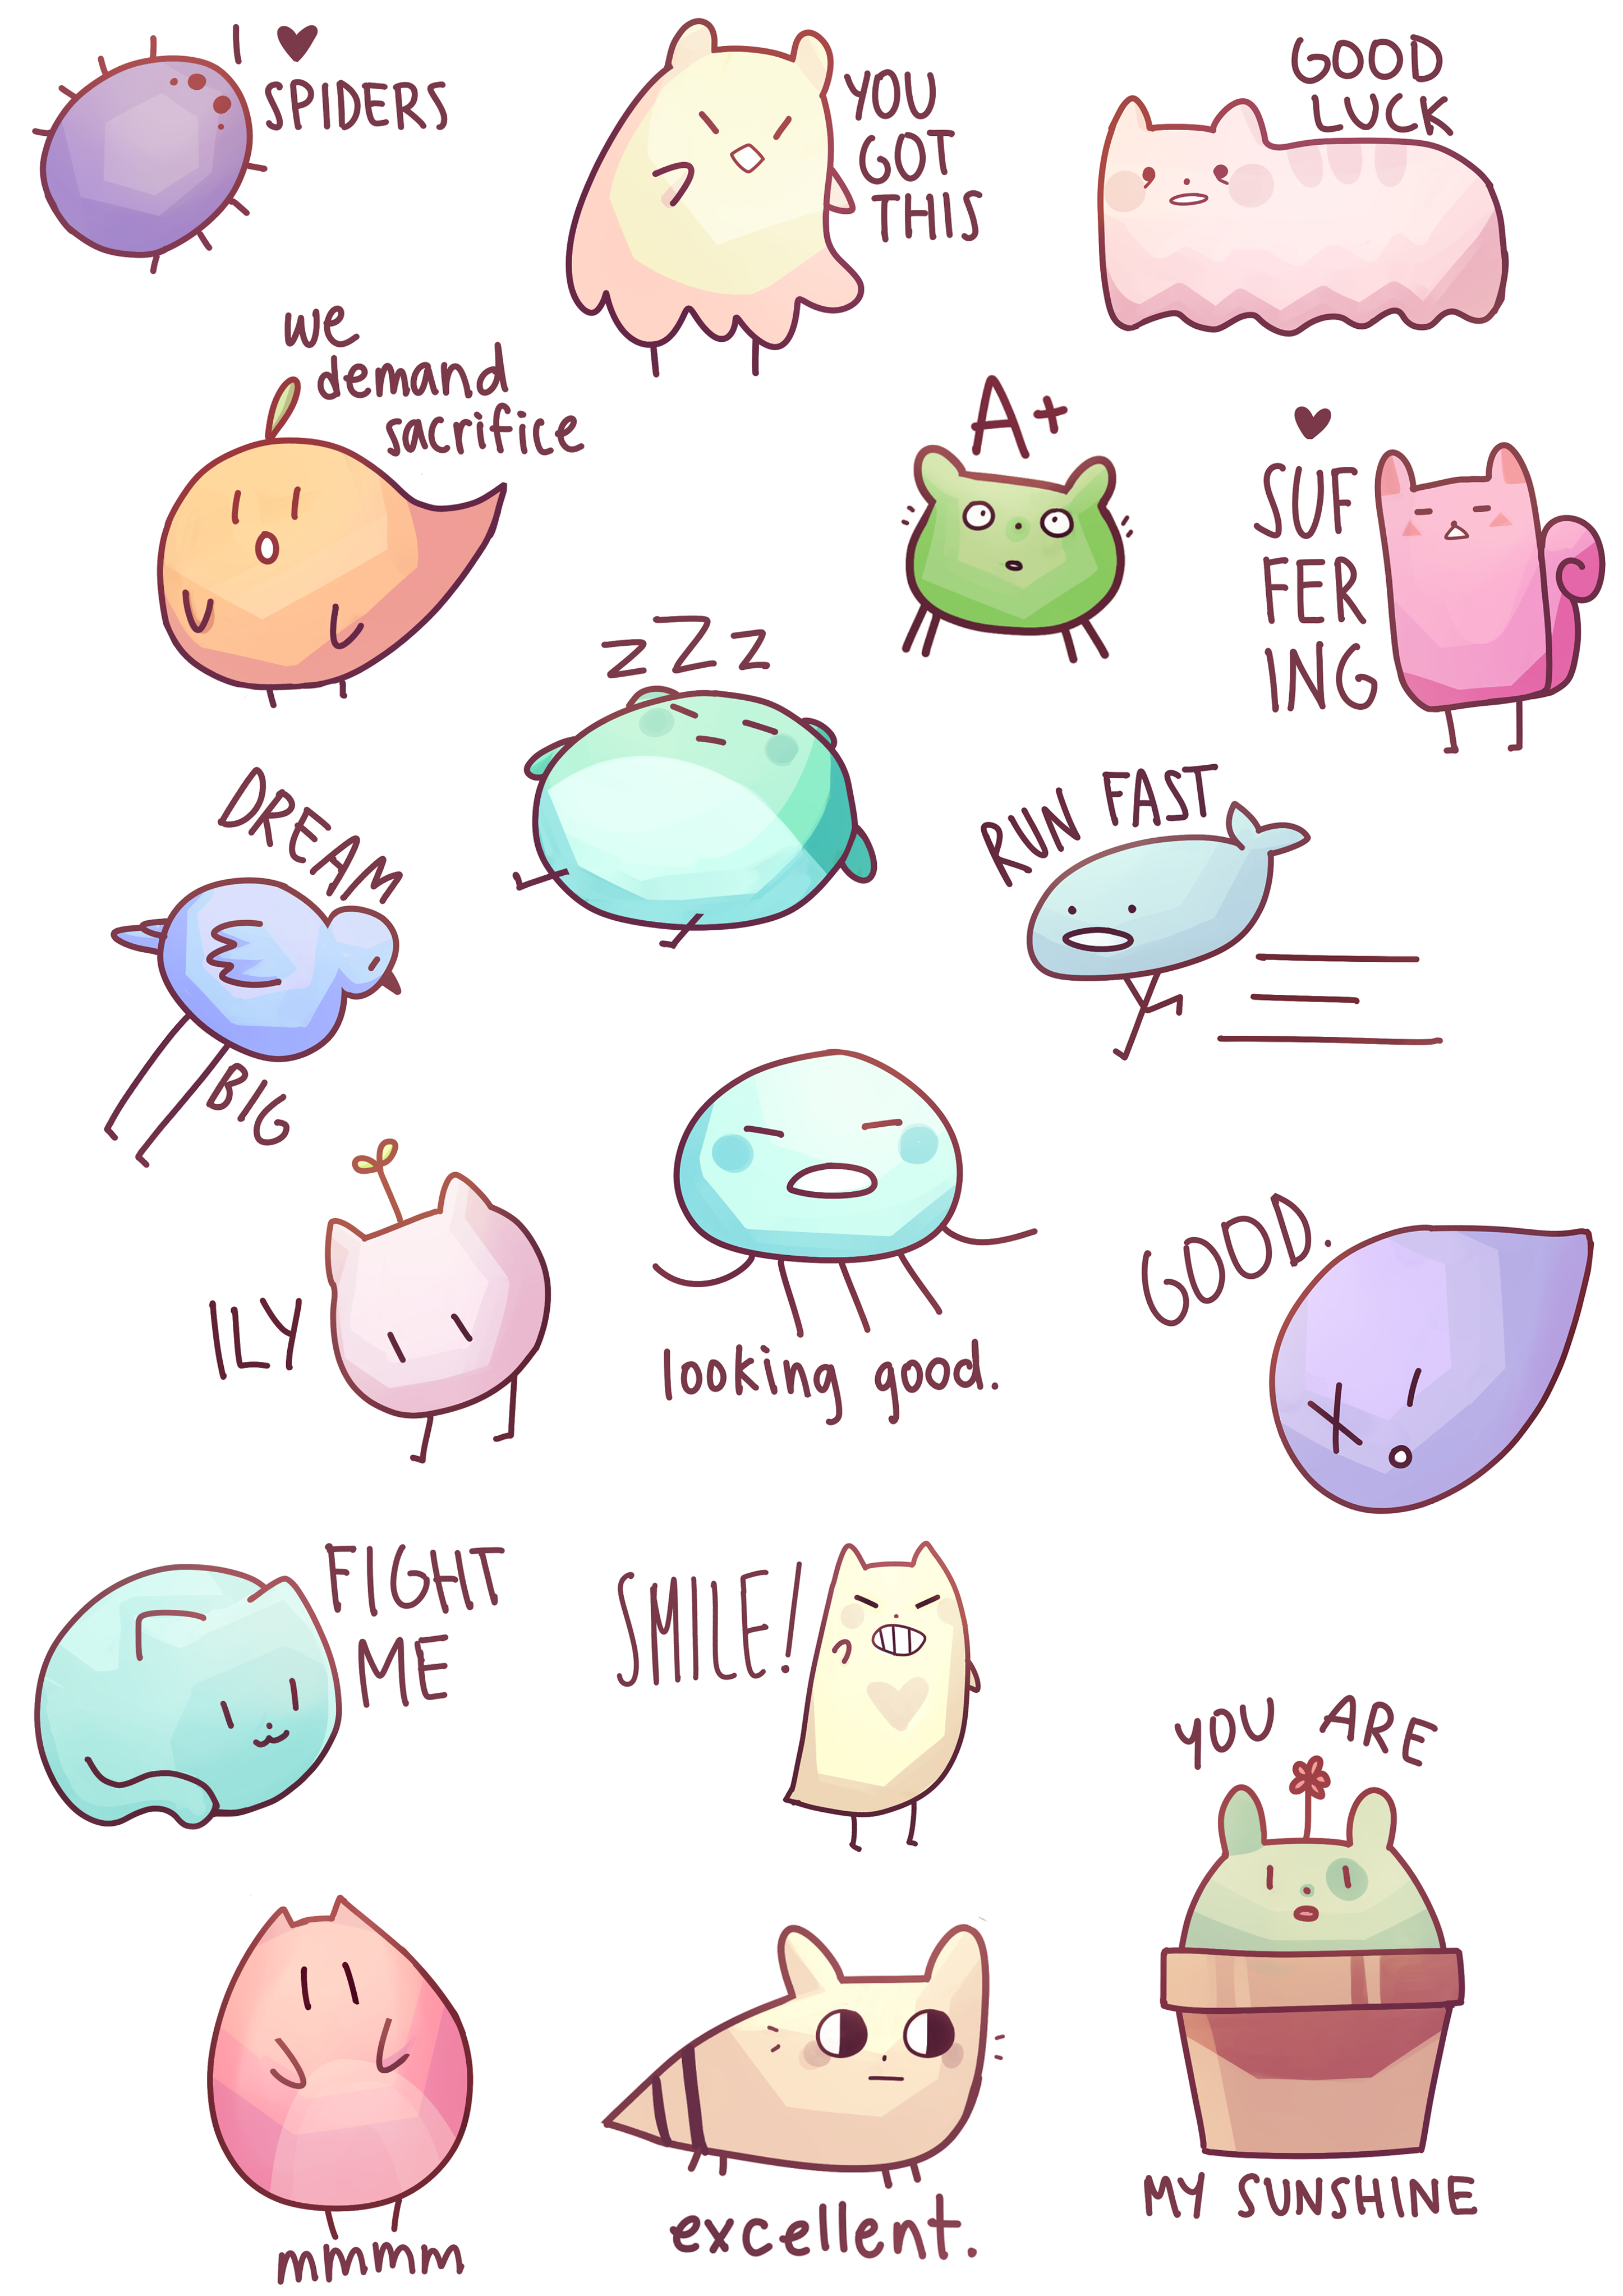 I ♥
SPIDERS
YOU
GOT
THIS
GOOD
LUCK
we
demand
sacrifice
A+
♥
SUF
FER
ING
zZz
DREAM
BIG
RUN FAST
ILY
looking good.
GOOD.
FIGHT
ME
SMILE!
YOU ARE
MY SUNSHINE
mmmm
excellent.